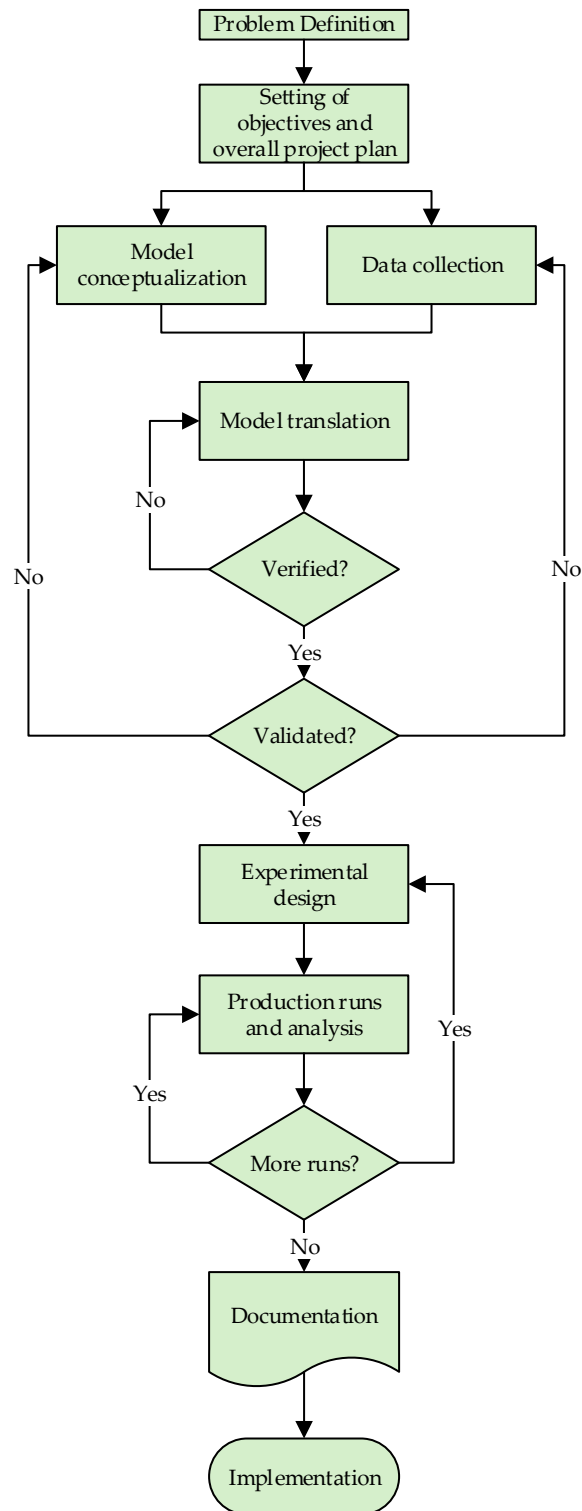 Problem Definition
Setting of
objectives and
overall project plan
Model
conceptualization
Data collection
Model translation
No
Verified?
No
No
Yes
Validated?
Yes
Experimental
design
Production runs
and analysis
Yes
Yes
More runs?
No
Documentation
Implementation